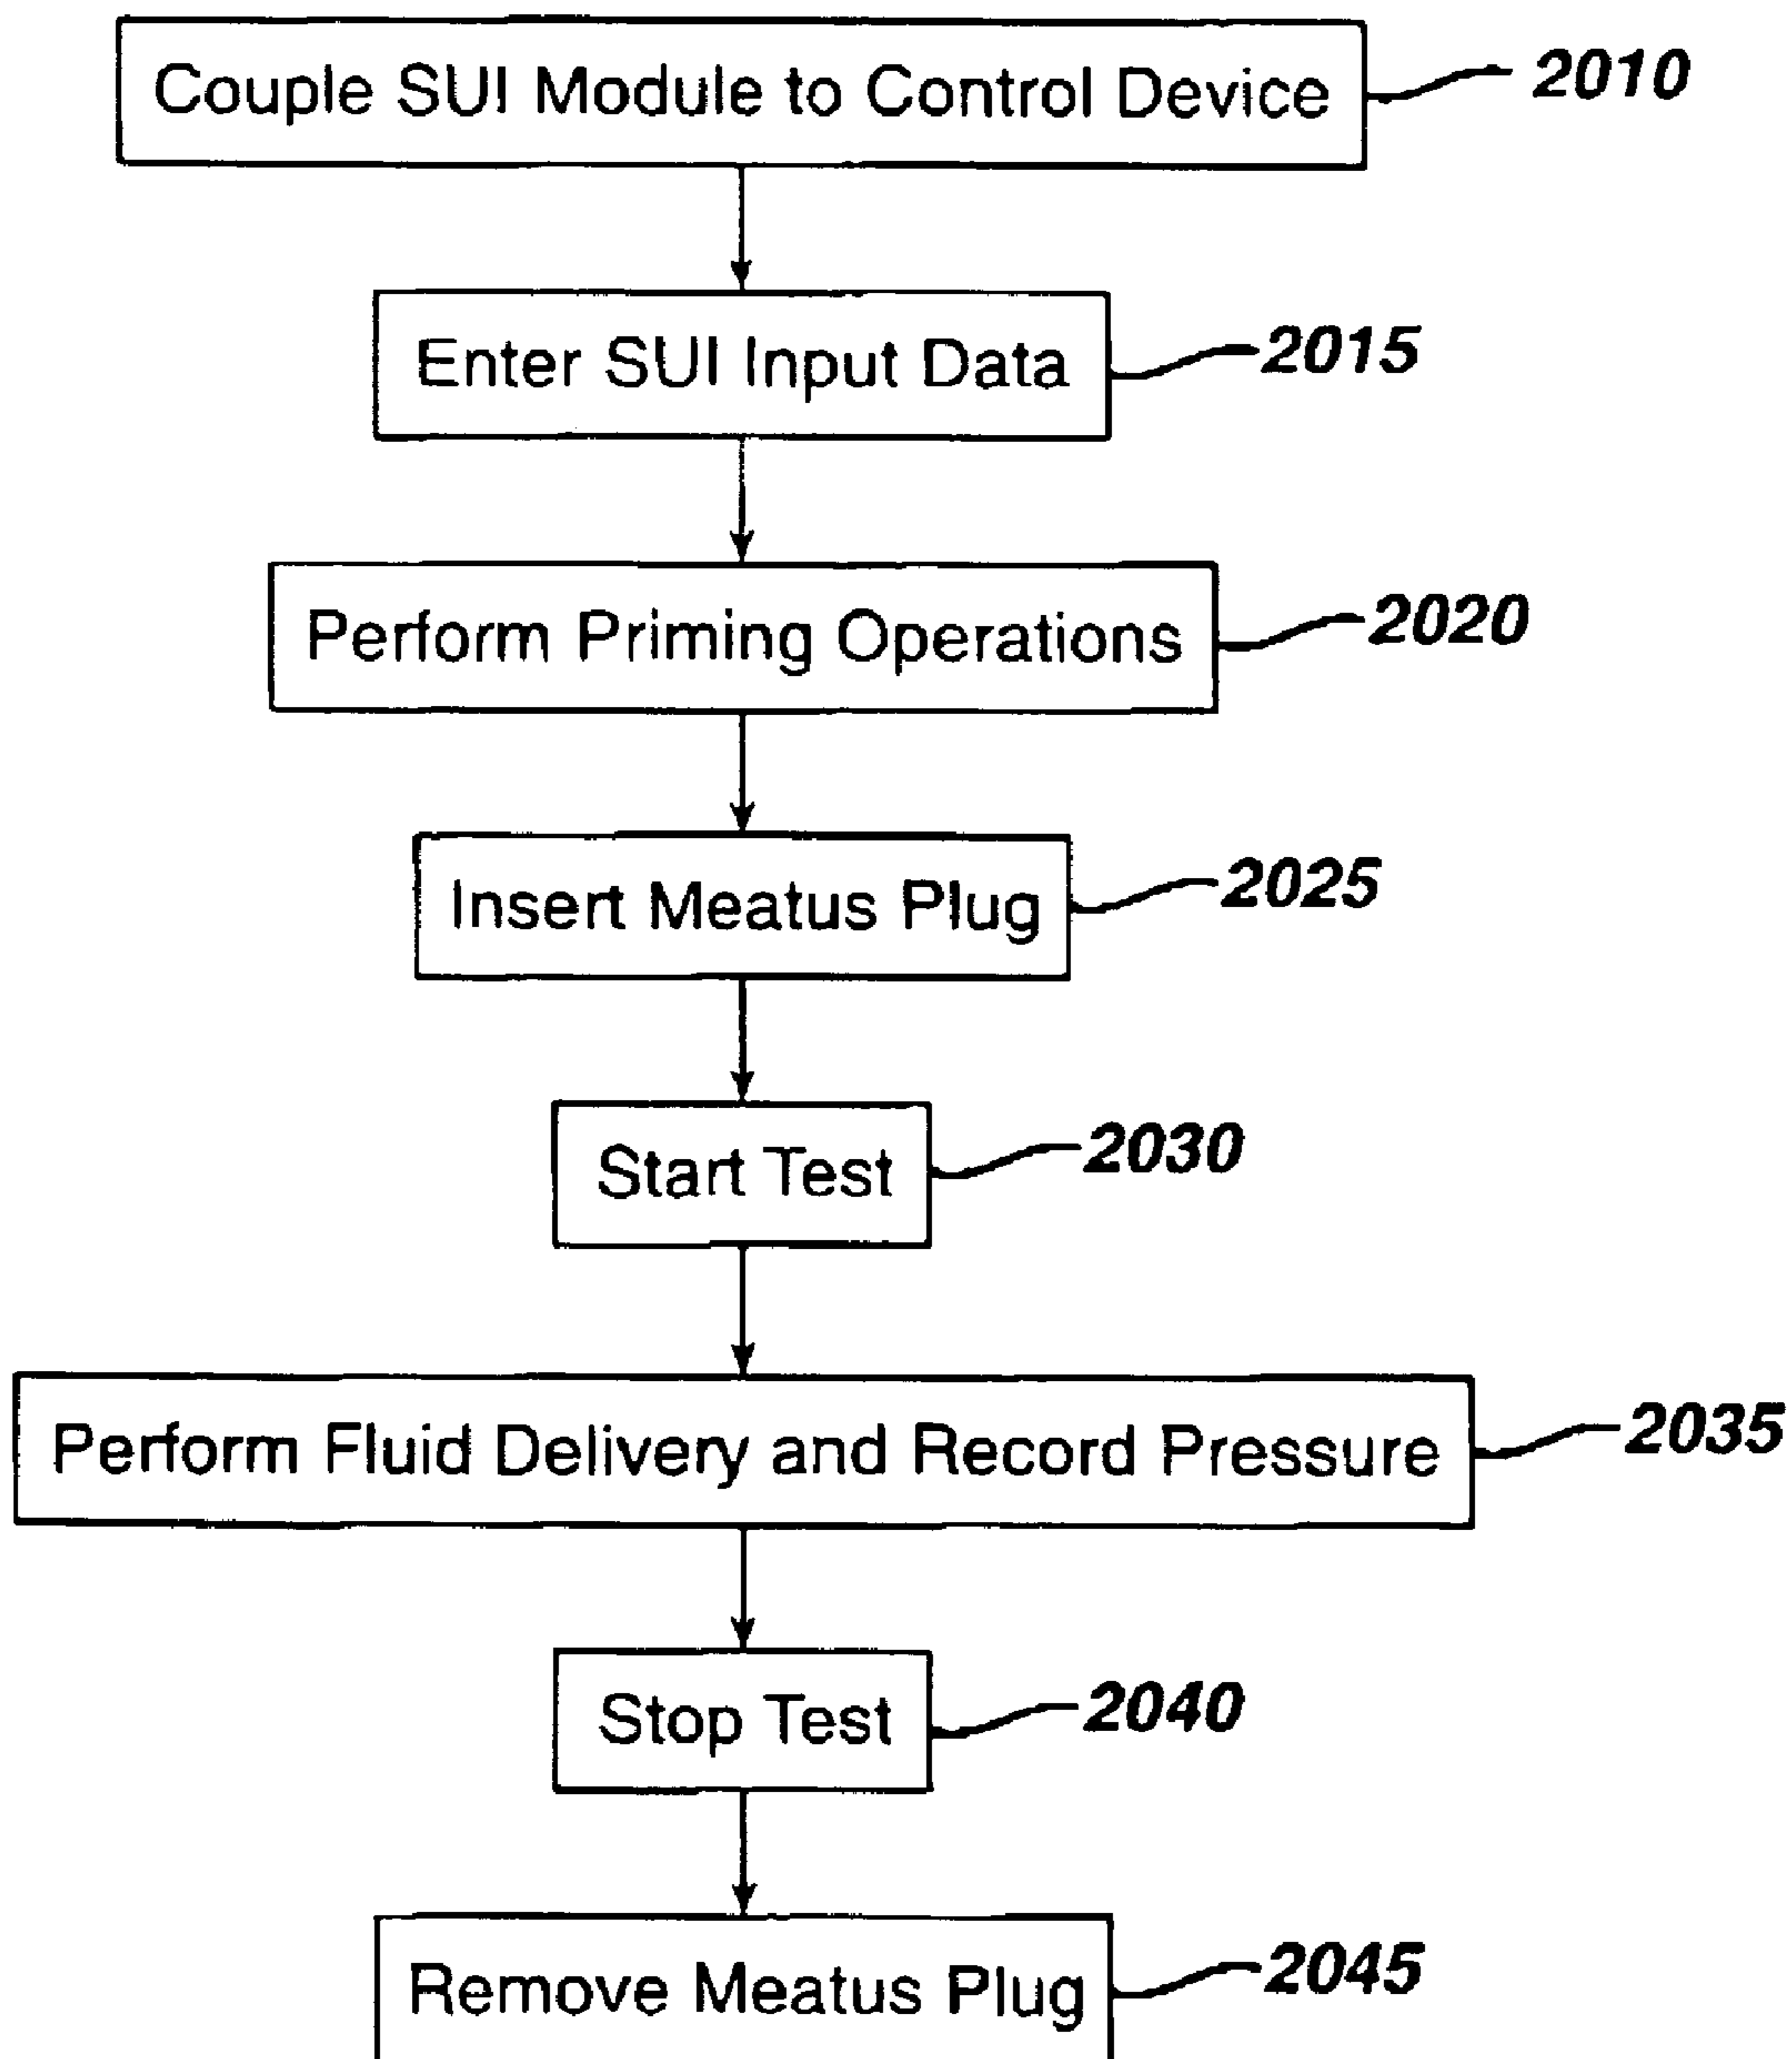 Couple SUI Module to Control Device 2010
Enter SUI Input Data 2015
Perform Priming Operations 2020
Insert Meatus Plug 2025
Start Test 2030
Perform Fluid Delivery and Record Pressure 2035
Stop Test 2040
Remove Meatus Plug 2045